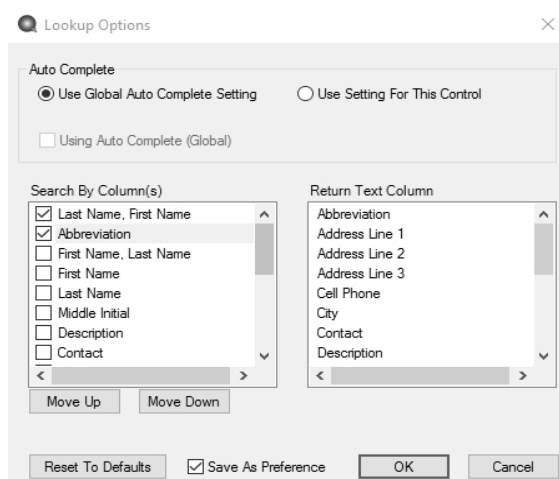 Lookup Options
Auto Complete
Use Global Auto Complete Setting
Use Setting For This Control
Using Auto Complete (Global)
Search By Column(s)
Last Name, First Name
Abbreviation
First Name, Last Name
First Name
Last Name
Middle Initial
Description
Contact
Return Text Column
Abbreviation
Address Line 1
Address Line 2
Address Line 3
Cell Phone
City
Contact
Description
Move Up
Move Down
Reset To Defaults
Save As Preference
OK
Cancel